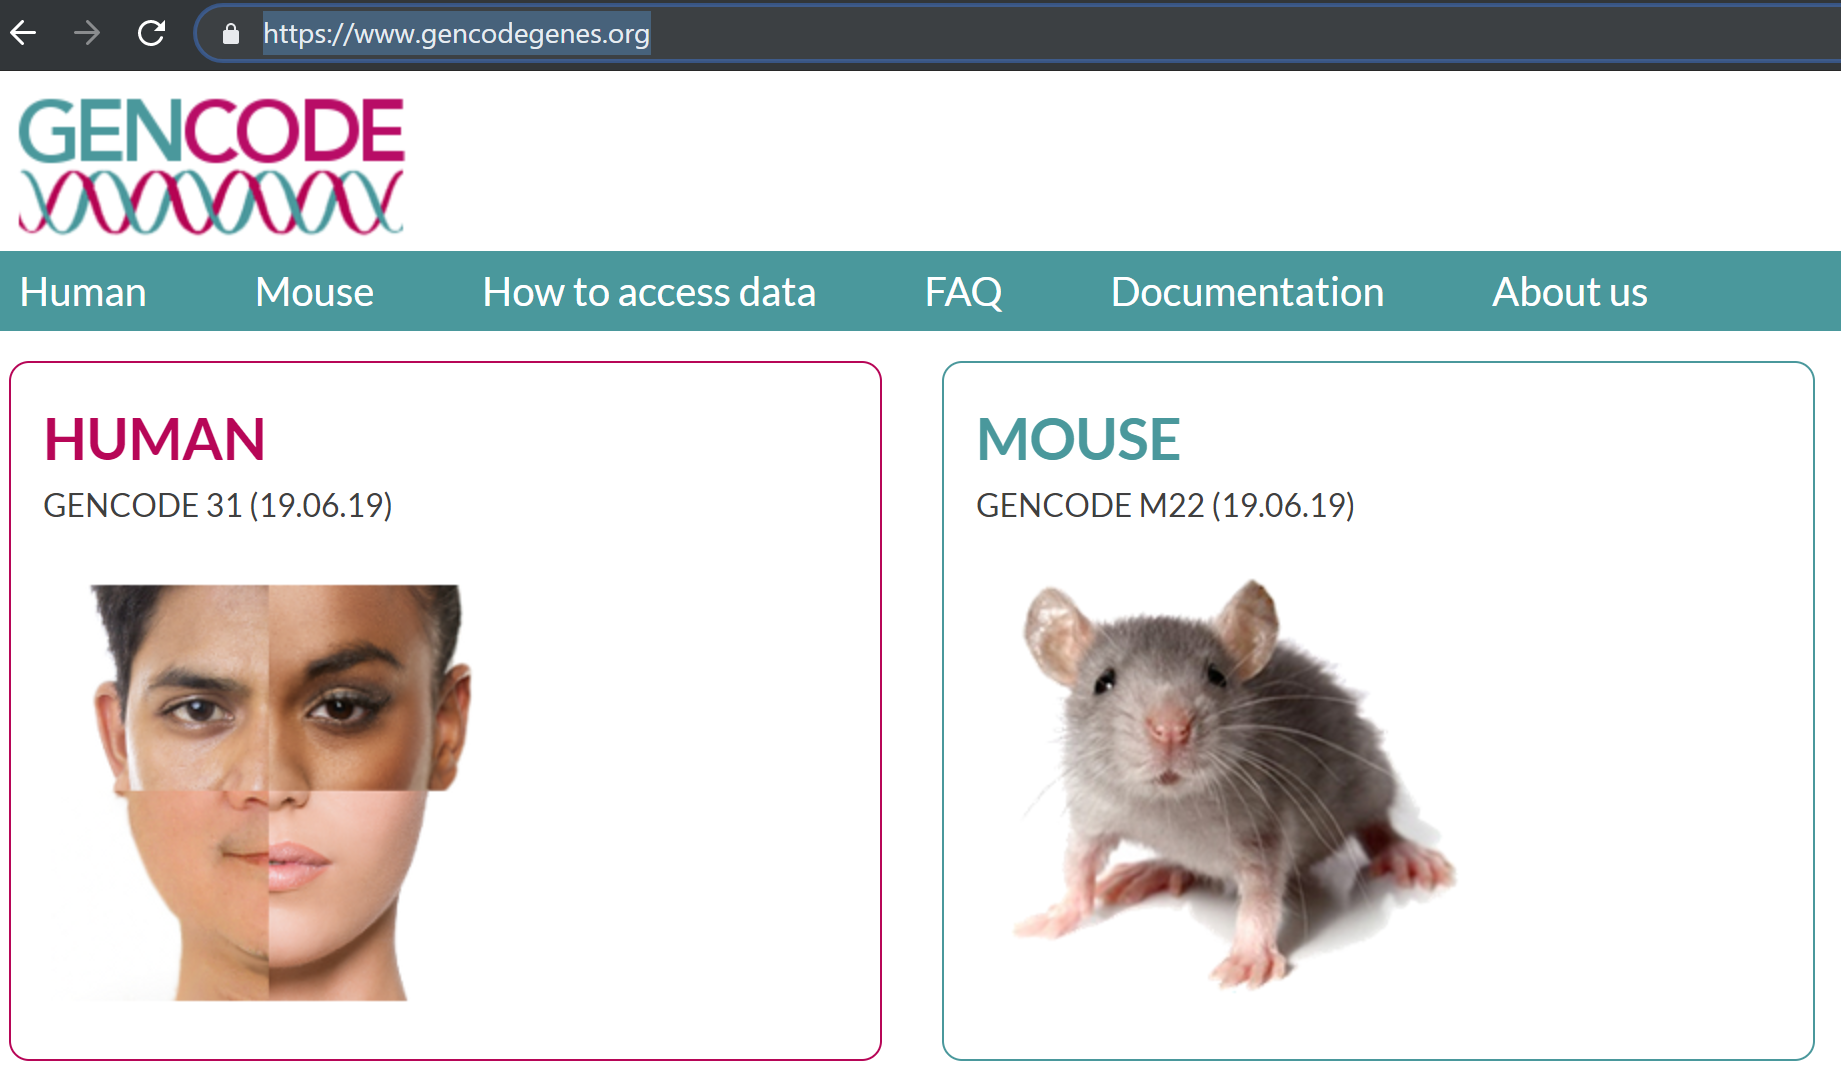 https://www.gencodegenes.org
GENCODE
Human Mouse How to access data FAQ Documentation About us
HUMAN
GENCODE 31 (19.06.19)
MOUSE
GENCODE M22 (19.06.19)